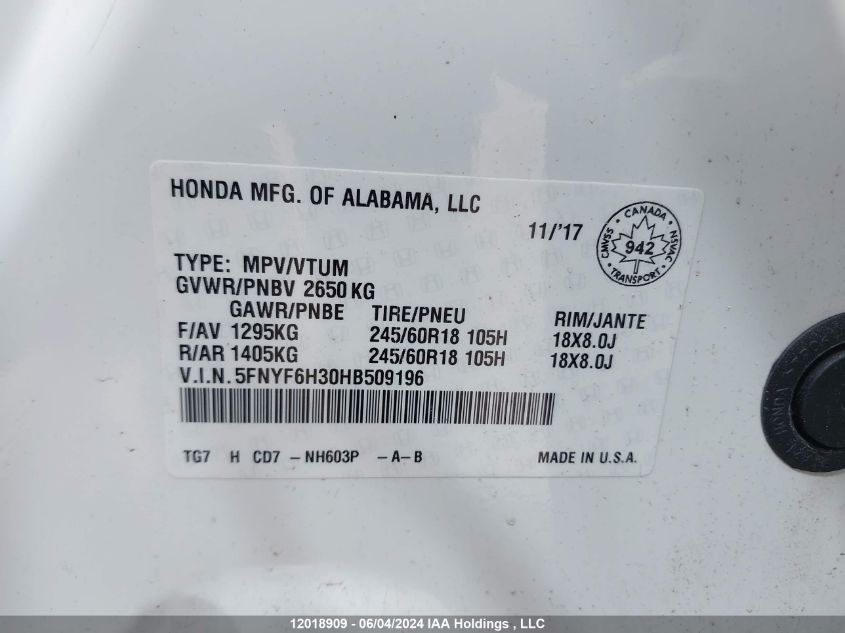 HONDA MFG. OF ALABAMA, LLC
11/'17
CANADA
CMVSS 942 NSVAC
TRANSPORT
TYPE: MPV/VTUM
GVWR/PNBV 2650 KG
GAWR/PNBE TIRE/PNEU RIM/JANTE
F/AV 1295KG 245/60R18 105H 18X8.0J
R/AR 1405KG 245/60R18 105H 18X8.0J
V.I.N. 5FNYF6H30HB509196
TG7 H CD7 - NH603P - A - B MADE IN U.S.A.
HONDA
12018909 - 06/04/2024 IAA Holdings , LLC